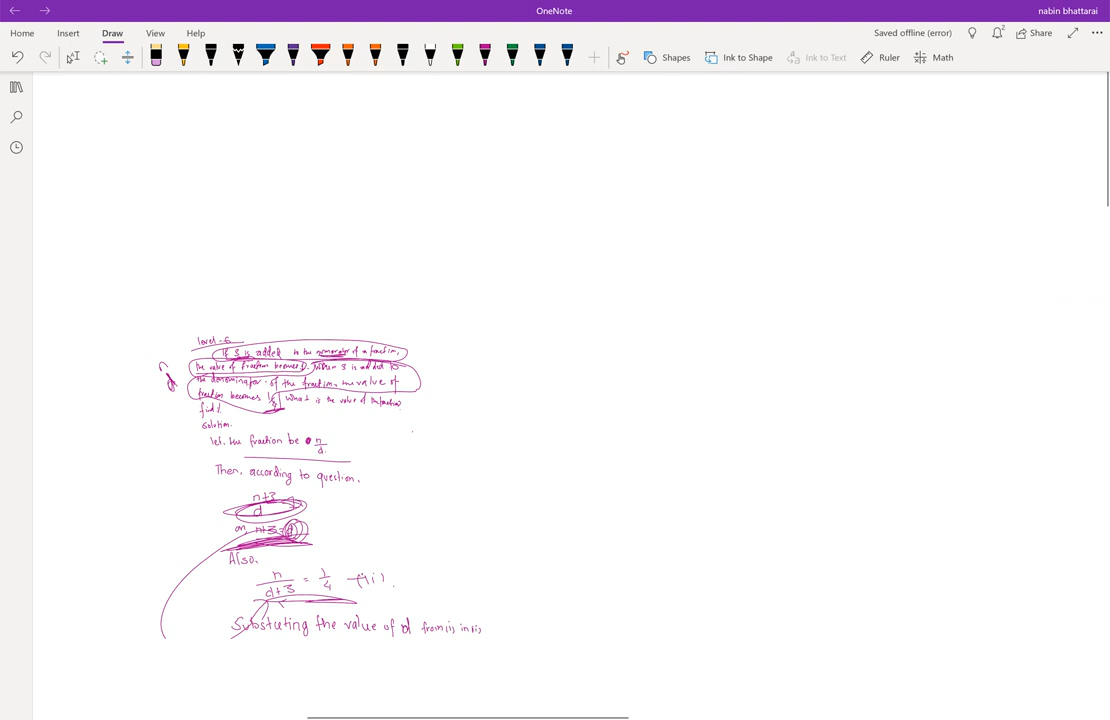 OneNote
nabin bhattarai
Home Insert Draw View Help
Saved offline (error) Share
Shapes Ink to Shape Ink to Text Ruler Math
level-6
If 3 is added to the numerator of a fraction,
the value of fraction becomes 1. When 3 is added to
the denominator of the fraction, the value of
fraction becomes What is the value of fraction
find?
solution.
let, the fraction be n/d.
Then, according to question.
n+3
d
or, n+3=d
Also,
n/d+3 = 1/4 -(ii).
Substuting the value of d from(i) in(ii)